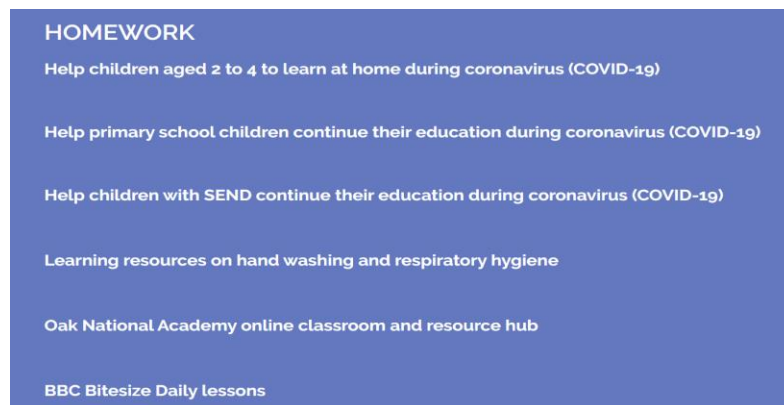 HOMEWORK
Help children aged 2 to 4 to learn at home during coronavirus (COVID-19)
Help primary school children continue their education during coronavirus (COVID-19)
Help children with SEND continue their education during coronavirus (COVID-19)
Learning resources on hand washing and respiratory hygiene
Oak National Academy online classroom and resource hub
BBC Bitesize Daily lessons